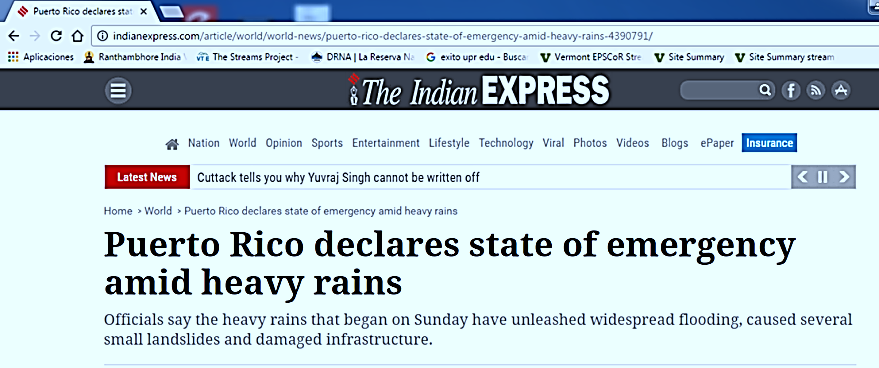 Puerto Rico declares stat
indianexpress.com/article/world/world-news/puerto-rico-declares-state-of-emergency-amid-heavy-rains-4390791/
Aplicaciones Ranthambhore India VTE The Streams Project - DRNA | La Reserva Na G exito upr edu - Busca V Vermont EPSCoR Stre V Site Summary V Site Summary stream
The Indian EXPRESS
Nation World Opinion Sports Entertainment Lifestyle Technology Viral Photos Videos Blogs ePaper Insurance
Latest News Cuttack tells you why Yuvraj Singh cannot be written off
Home > World > Puerto Rico declares state of emergency amid heavy rains
Puerto Rico declares state of emergency
amid heavy rains
Officials say the heavy rains that began on Sunday have unleashed widespread flooding, caused several
small landslides and damaged infrastructure.